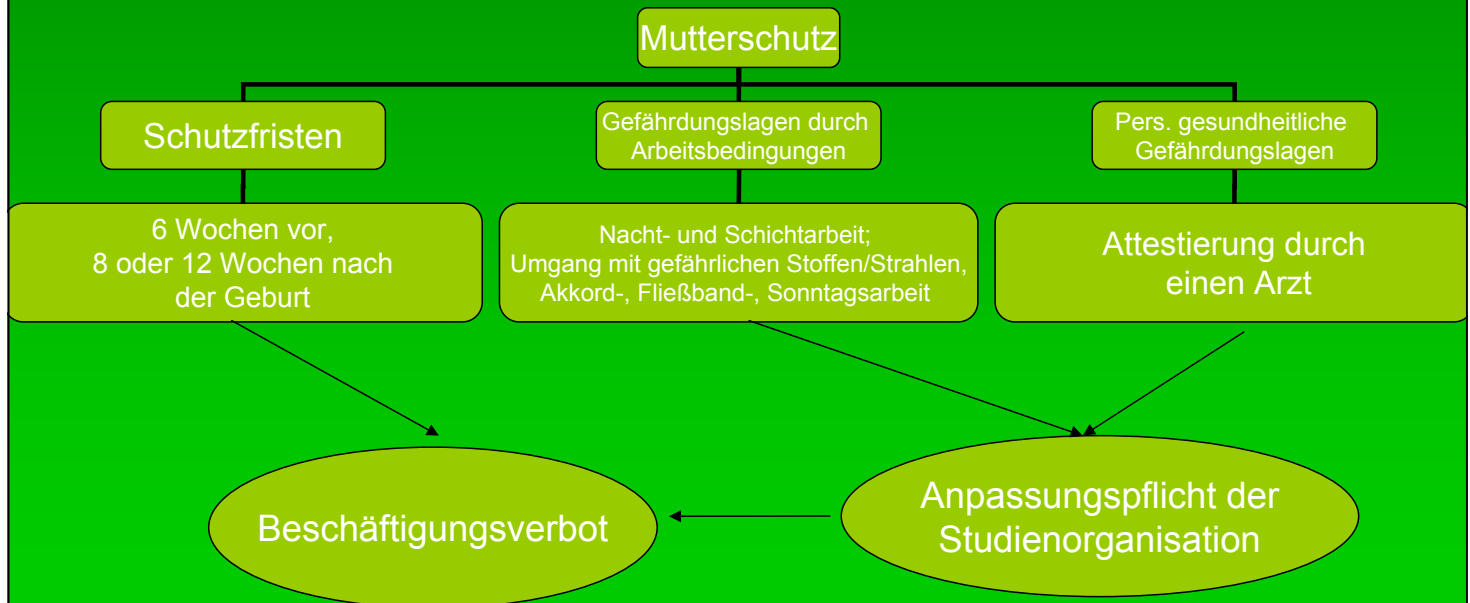 Mutterschutz
Schutzfristen
Gefährdungslagen durch
Arbeitsbedingungen
Pers. gesundheitliche
Gefährdungslagen
6 Wochen vor,
8 oder 12 Wochen nach
der Geburt
Nacht- und Schichtarbeit;
Umgang mit gefährlichen Stoffen/Strahlen,
Akkord-, Fließband-, Sonntagsarbeit
Attestierung durch
einen Arzt
Beschäftigungsverbot
Anpassungspflicht der
Studienorganisation